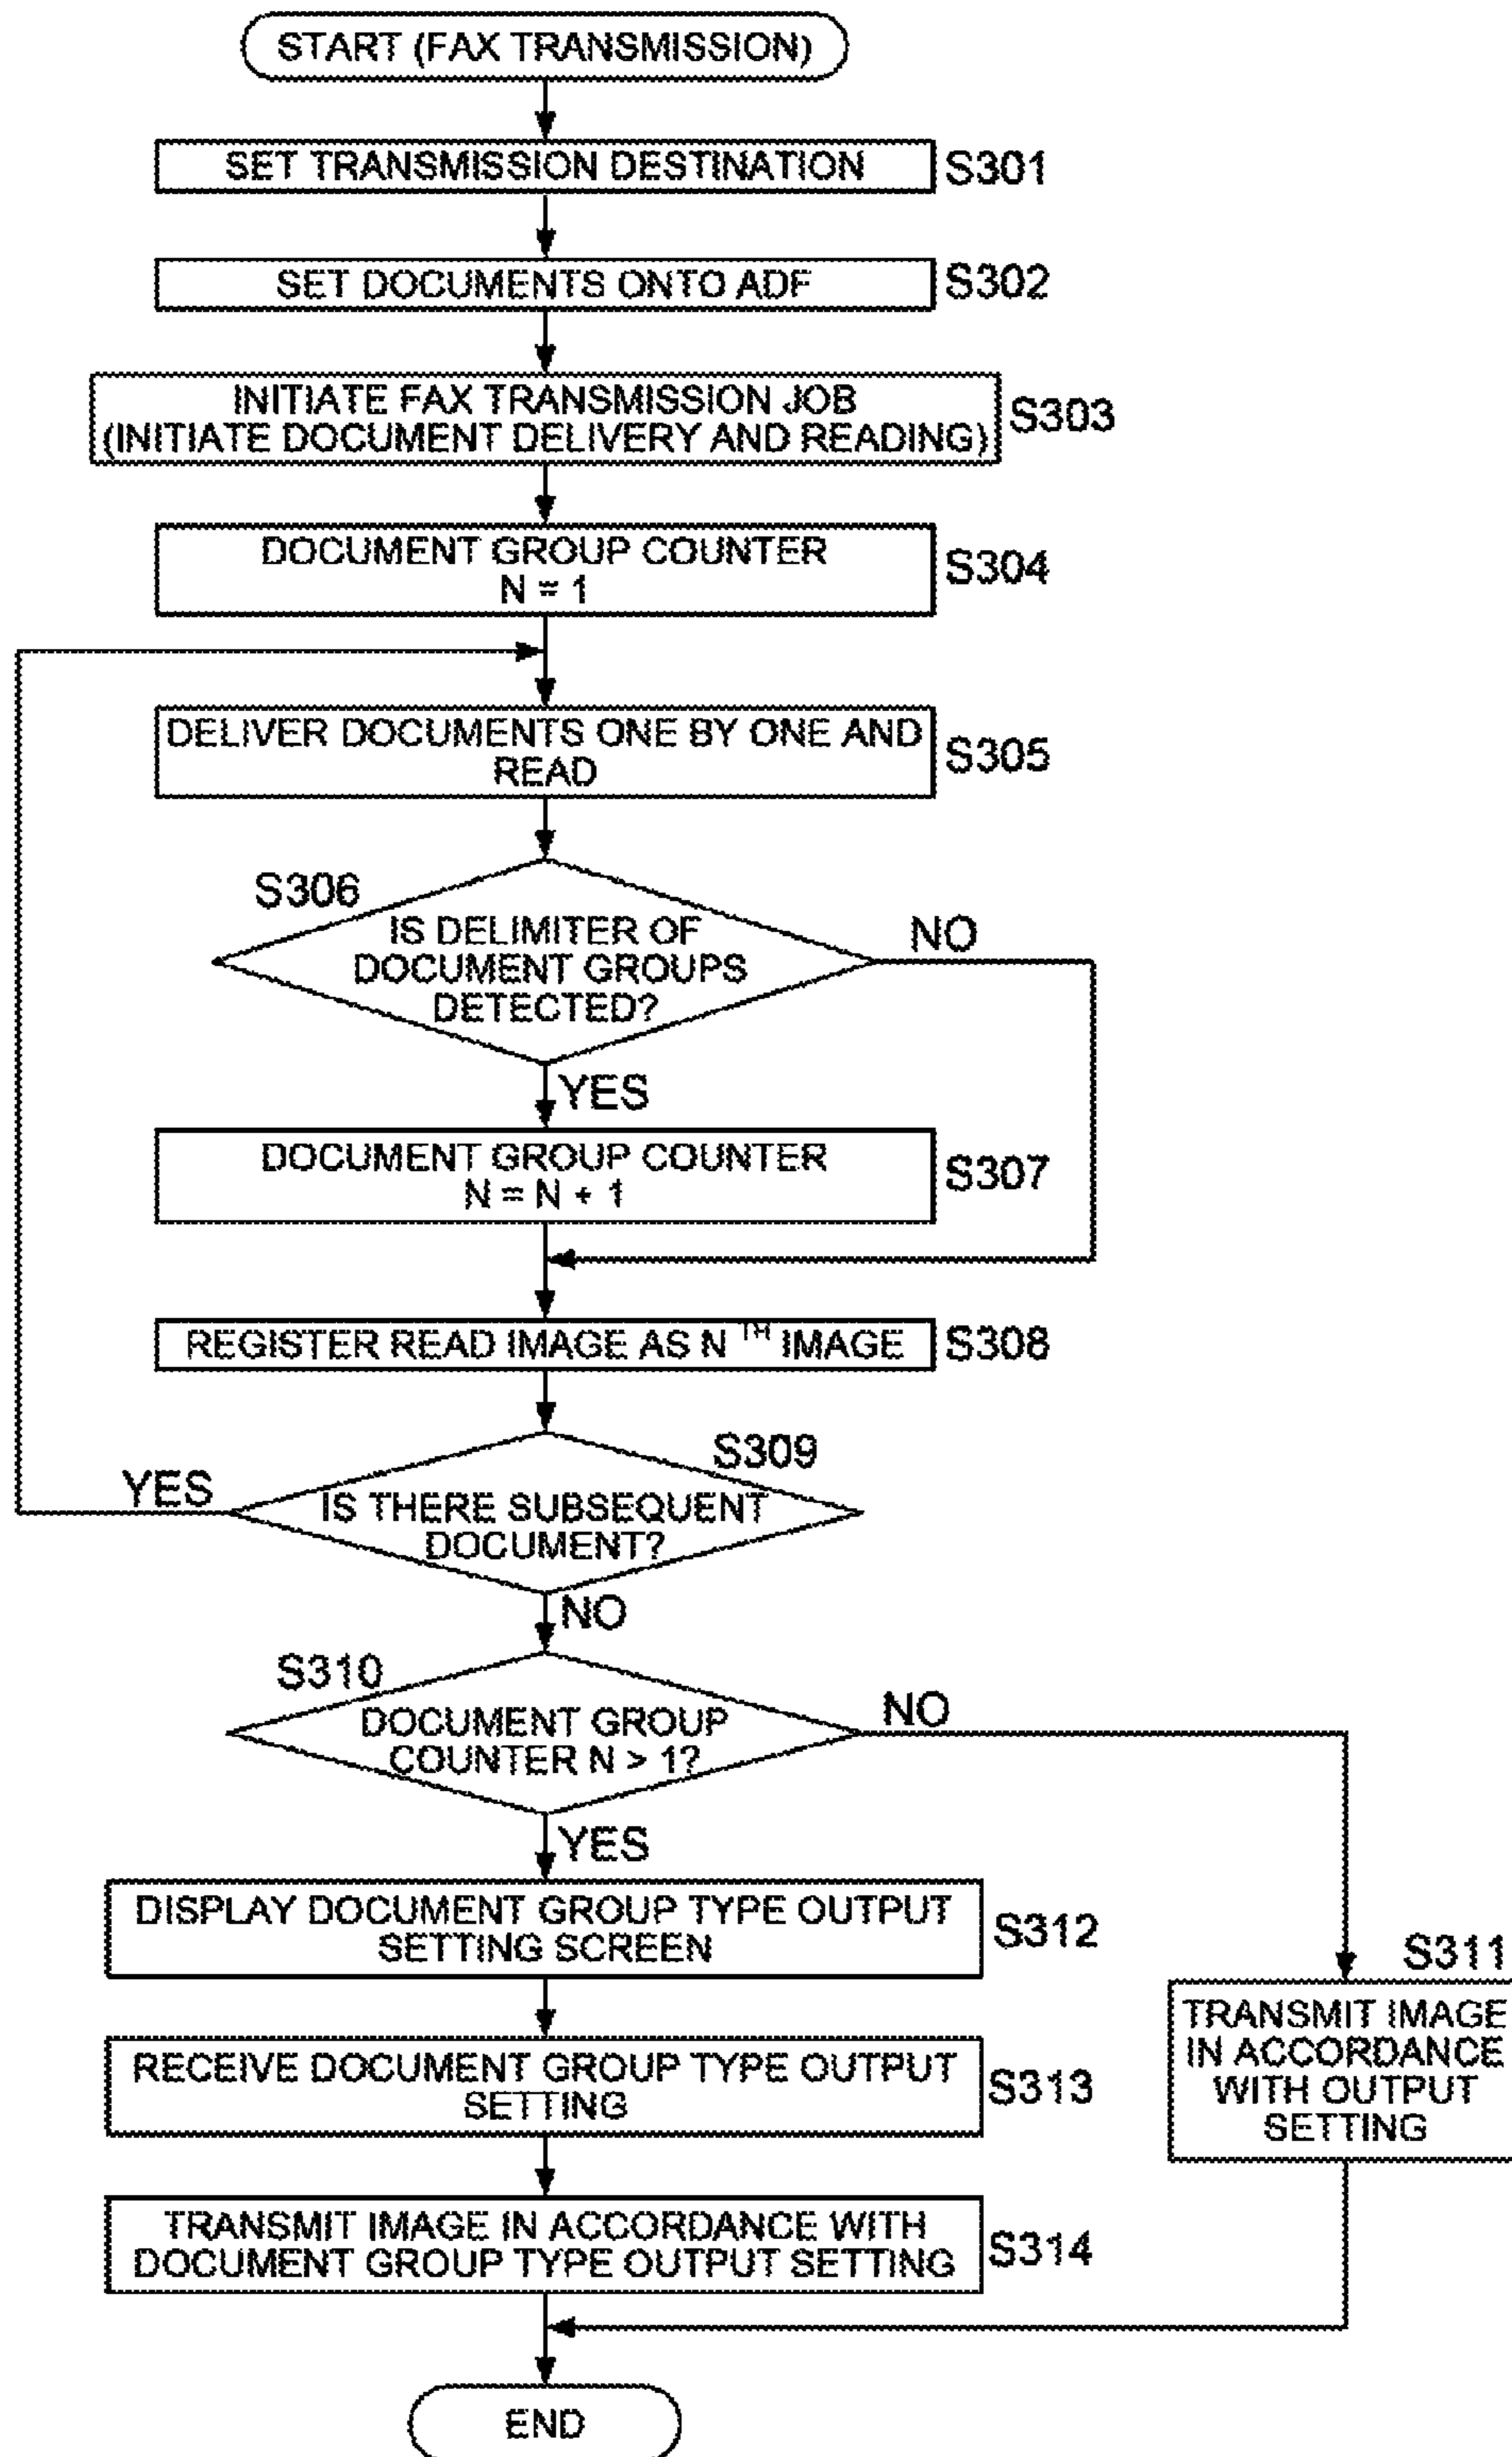 START (FAX TRANSMISSION)
SET TRANSMISSION DESTINATION
S301
SET DOCUMENTS ONTO ADF
S302
INITIATE FAX TRANSMISSION JOB
(INITIATE DOCUMENT DELIVERY AND READING)
S303
DOCUMENT GROUP COUNTER
N = 1
S304
DELIVER DOCUMENTS ONE BY ONE AND
READ
S305
S306
IS DELIMITER OF
DOCUMENT GROUPS
DETECTED?
NO
YES
DOCUMENT GROUP COUNTER
N = N + 1
S307
REGISTER READ IMAGE AS N TH IMAGE
S308
S309
YES
IS THERE SUBSEQUENT
DOCUMENT?
NO
S310
DOCUMENT GROUP
COUNTER N > 1?
NO
YES
DISPLAY DOCUMENT GROUP TYPE OUTPUT
SETTING SCREEN
S312
S311
TRANSMIT IMAGE
IN ACCORDANCE
WITH OUTPUT
SETTING
RECEIVE DOCUMENT GROUP TYPE OUTPUT
SETTING
S313
TRANSMIT IMAGE IN ACCORDANCE WITH
DOCUMENT GROUP TYPE OUTPUT SETTING
S314
END